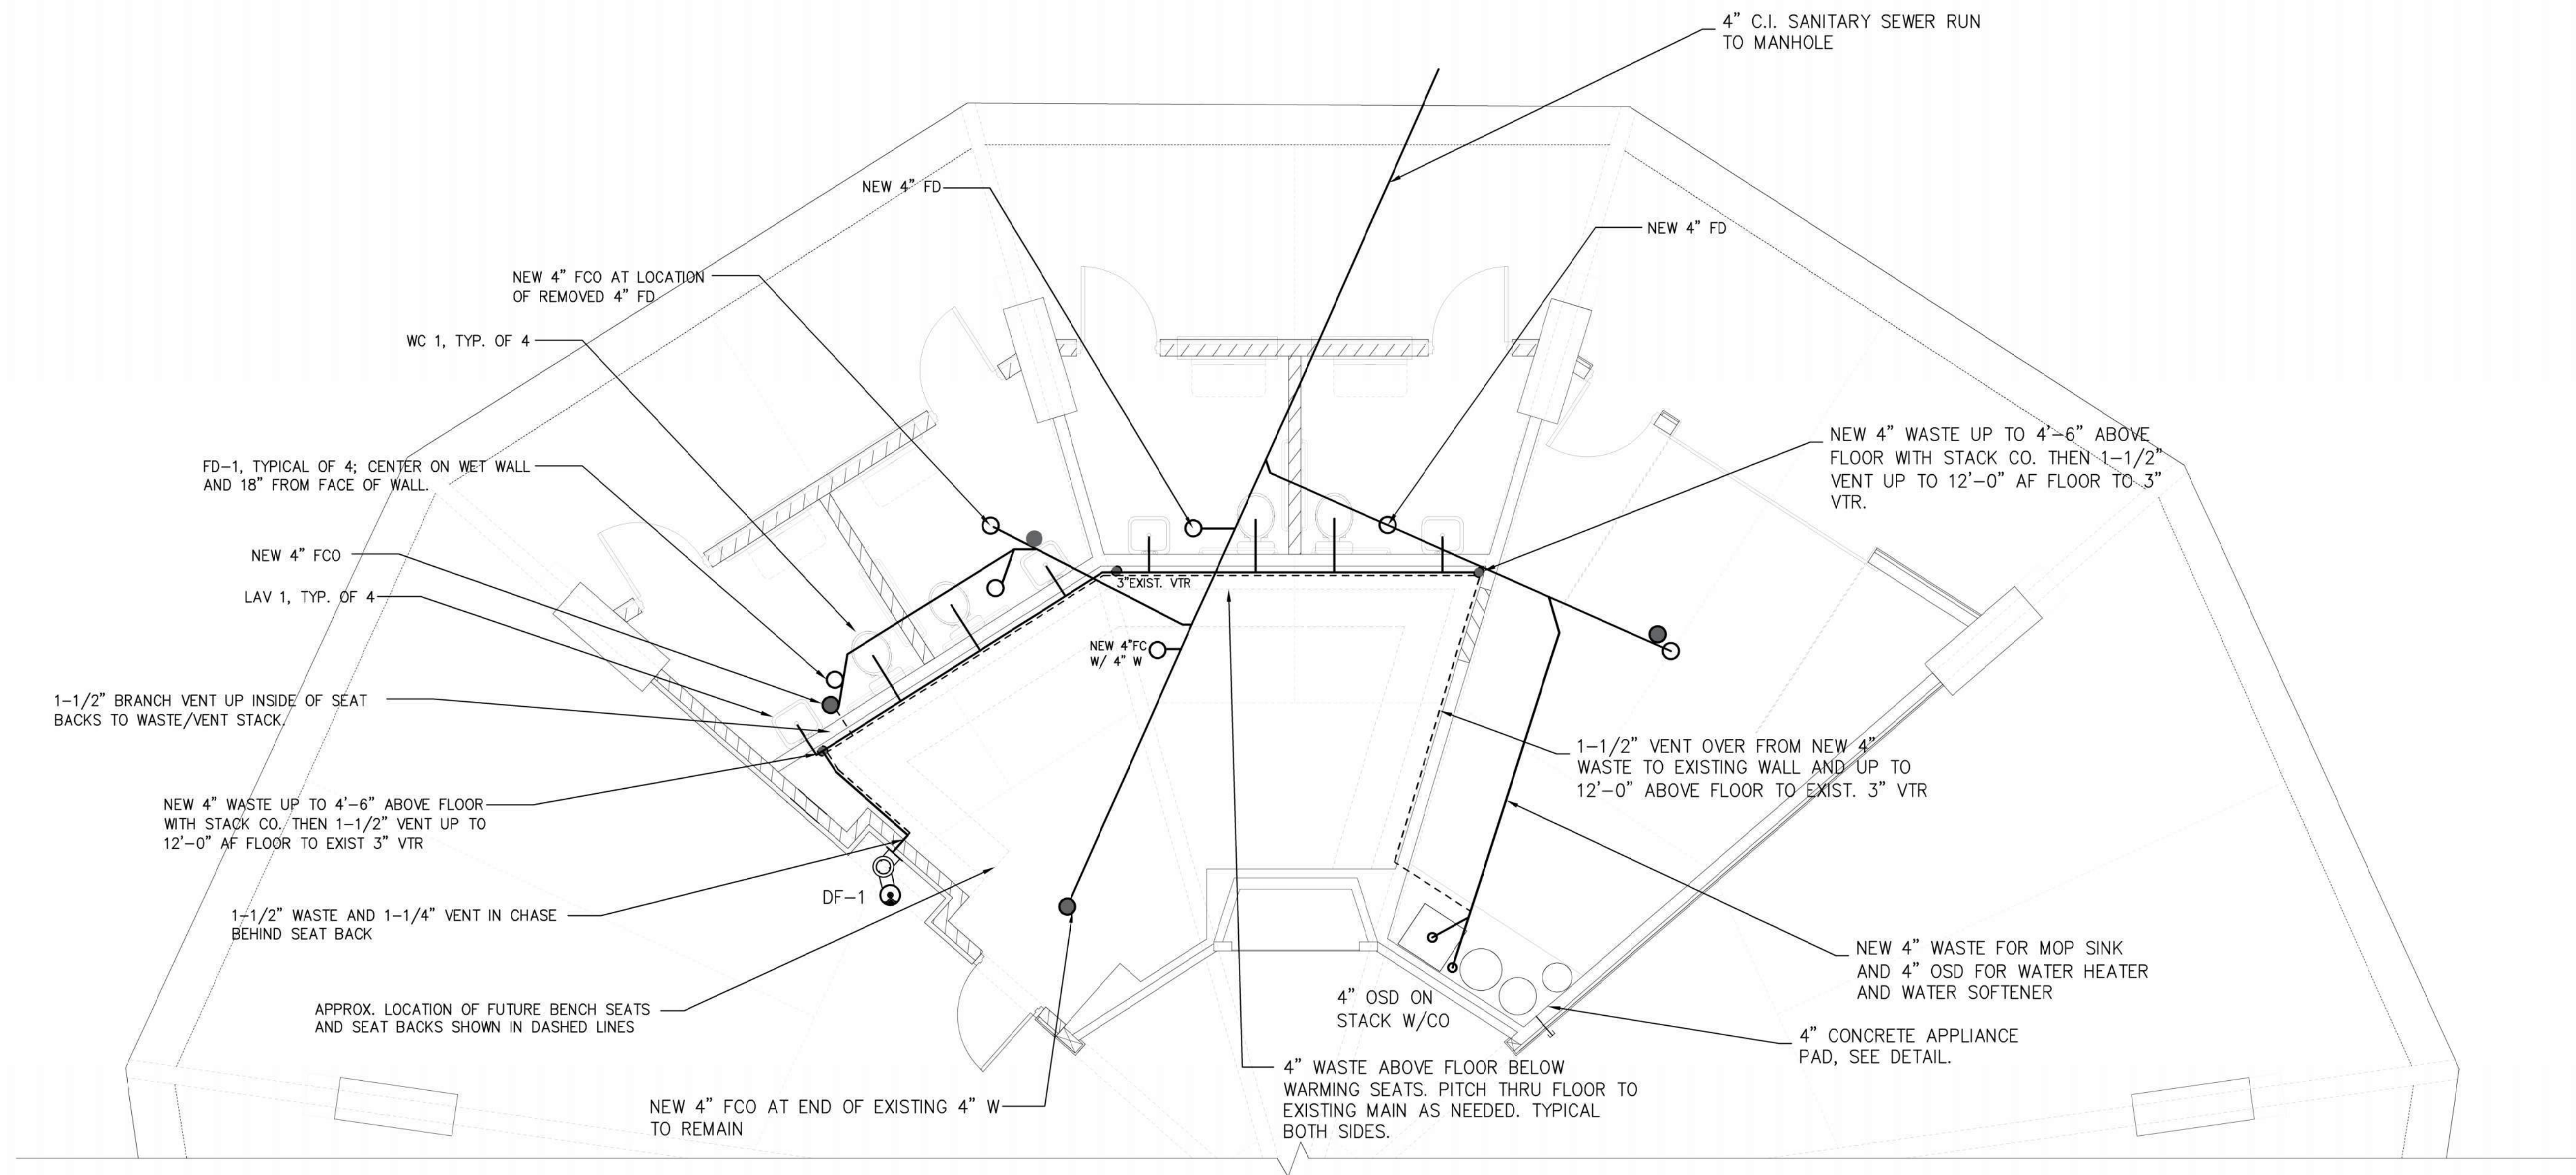 4" C.I. SANITARY SEWER RUN
TO MANHOLE
NEW 4" FD
NEW 4" FD
NEW 4" FCO AT LOCATION
OF REMOVED 4" FD
WC 1, TYP. OF 4
FD-1, TYPICAL OF 4; CENTER ON WET WALL
AND 18" FROM FACE OF WALL.
NEW 4" WASTE UP TO 4'-6" ABOVE
FLOOR WITH STACK CO. THEN 1-1/2"
VENT UP TO 12'-0" AF FLOOR TO 3"
VTR.
NEW 4" FCO
LAV 1, TYP. OF 4
3"EXIST. VTR
NEW 4"FC
W/ 4" W
1-1/2" BRANCH VENT UP INSIDE OF SEAT
BACKS TO WASTE/VENT STACK.
1-1/2" VENT OVER FROM NEW 4"
WASTE TO EXISTING WALL AND UP TO
12'-0" ABOVE FLOOR TO EXIST. 3" VTR
NEW 4" WASTE UP TO 4'-6" ABOVE FLOOR
WITH STACK CO. THEN 1-1/2" VENT UP TO
12'-0" AF FLOOR TO EXIST 3" VTR
DF-1
1-1/2" WASTE AND 1-1/4" VENT IN CHASE
BEHIND SEAT BACK
NEW 4" WASTE FOR MOP SINK
AND 4" OSD FOR WATER HEATER
AND WATER SOFTENER
APPROX. LOCATION OF FUTURE BENCH SEATS
AND SEAT BACKS SHOWN IN DASHED LINES
4" OSD ON
STACK W/CO
4" CONCRETE APPLIANCE
PAD, SEE DETAIL.
4" WASTE ABOVE FLOOR BELOW
WARMING SEATS. PITCH THRU FLOOR TO
EXISTING MAIN AS NEEDED. TYPICAL
BOTH SIDES.
NEW 4" FCO AT END OF EXISTING 4" W
TO REMAIN